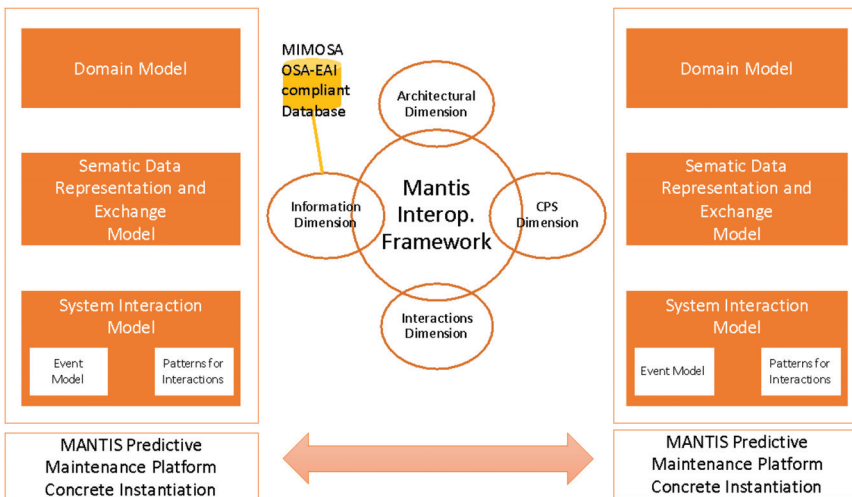 Domain Model
Sematic Data
Representation and
Exchange
Model
System Interaction
Model
Event
Model
Patterns for
Interactions
MANTIS Predictive
Maintenance Platform
Concrete Instantiation
MIMOSA
OSA-EAI
compliant
Database
Architectural
Dimension
Information
Dimension
Mantis
Interop.
Framework
CPS
Dimension
Interactions
Dimension
Domain Model
Sematic Data
Representation and
Exchange
Model
System Interaction
Model
Event Model
Patterns for
Interactions
MANTIS Predictive
Maintenance Platform
Concrete Instantiation